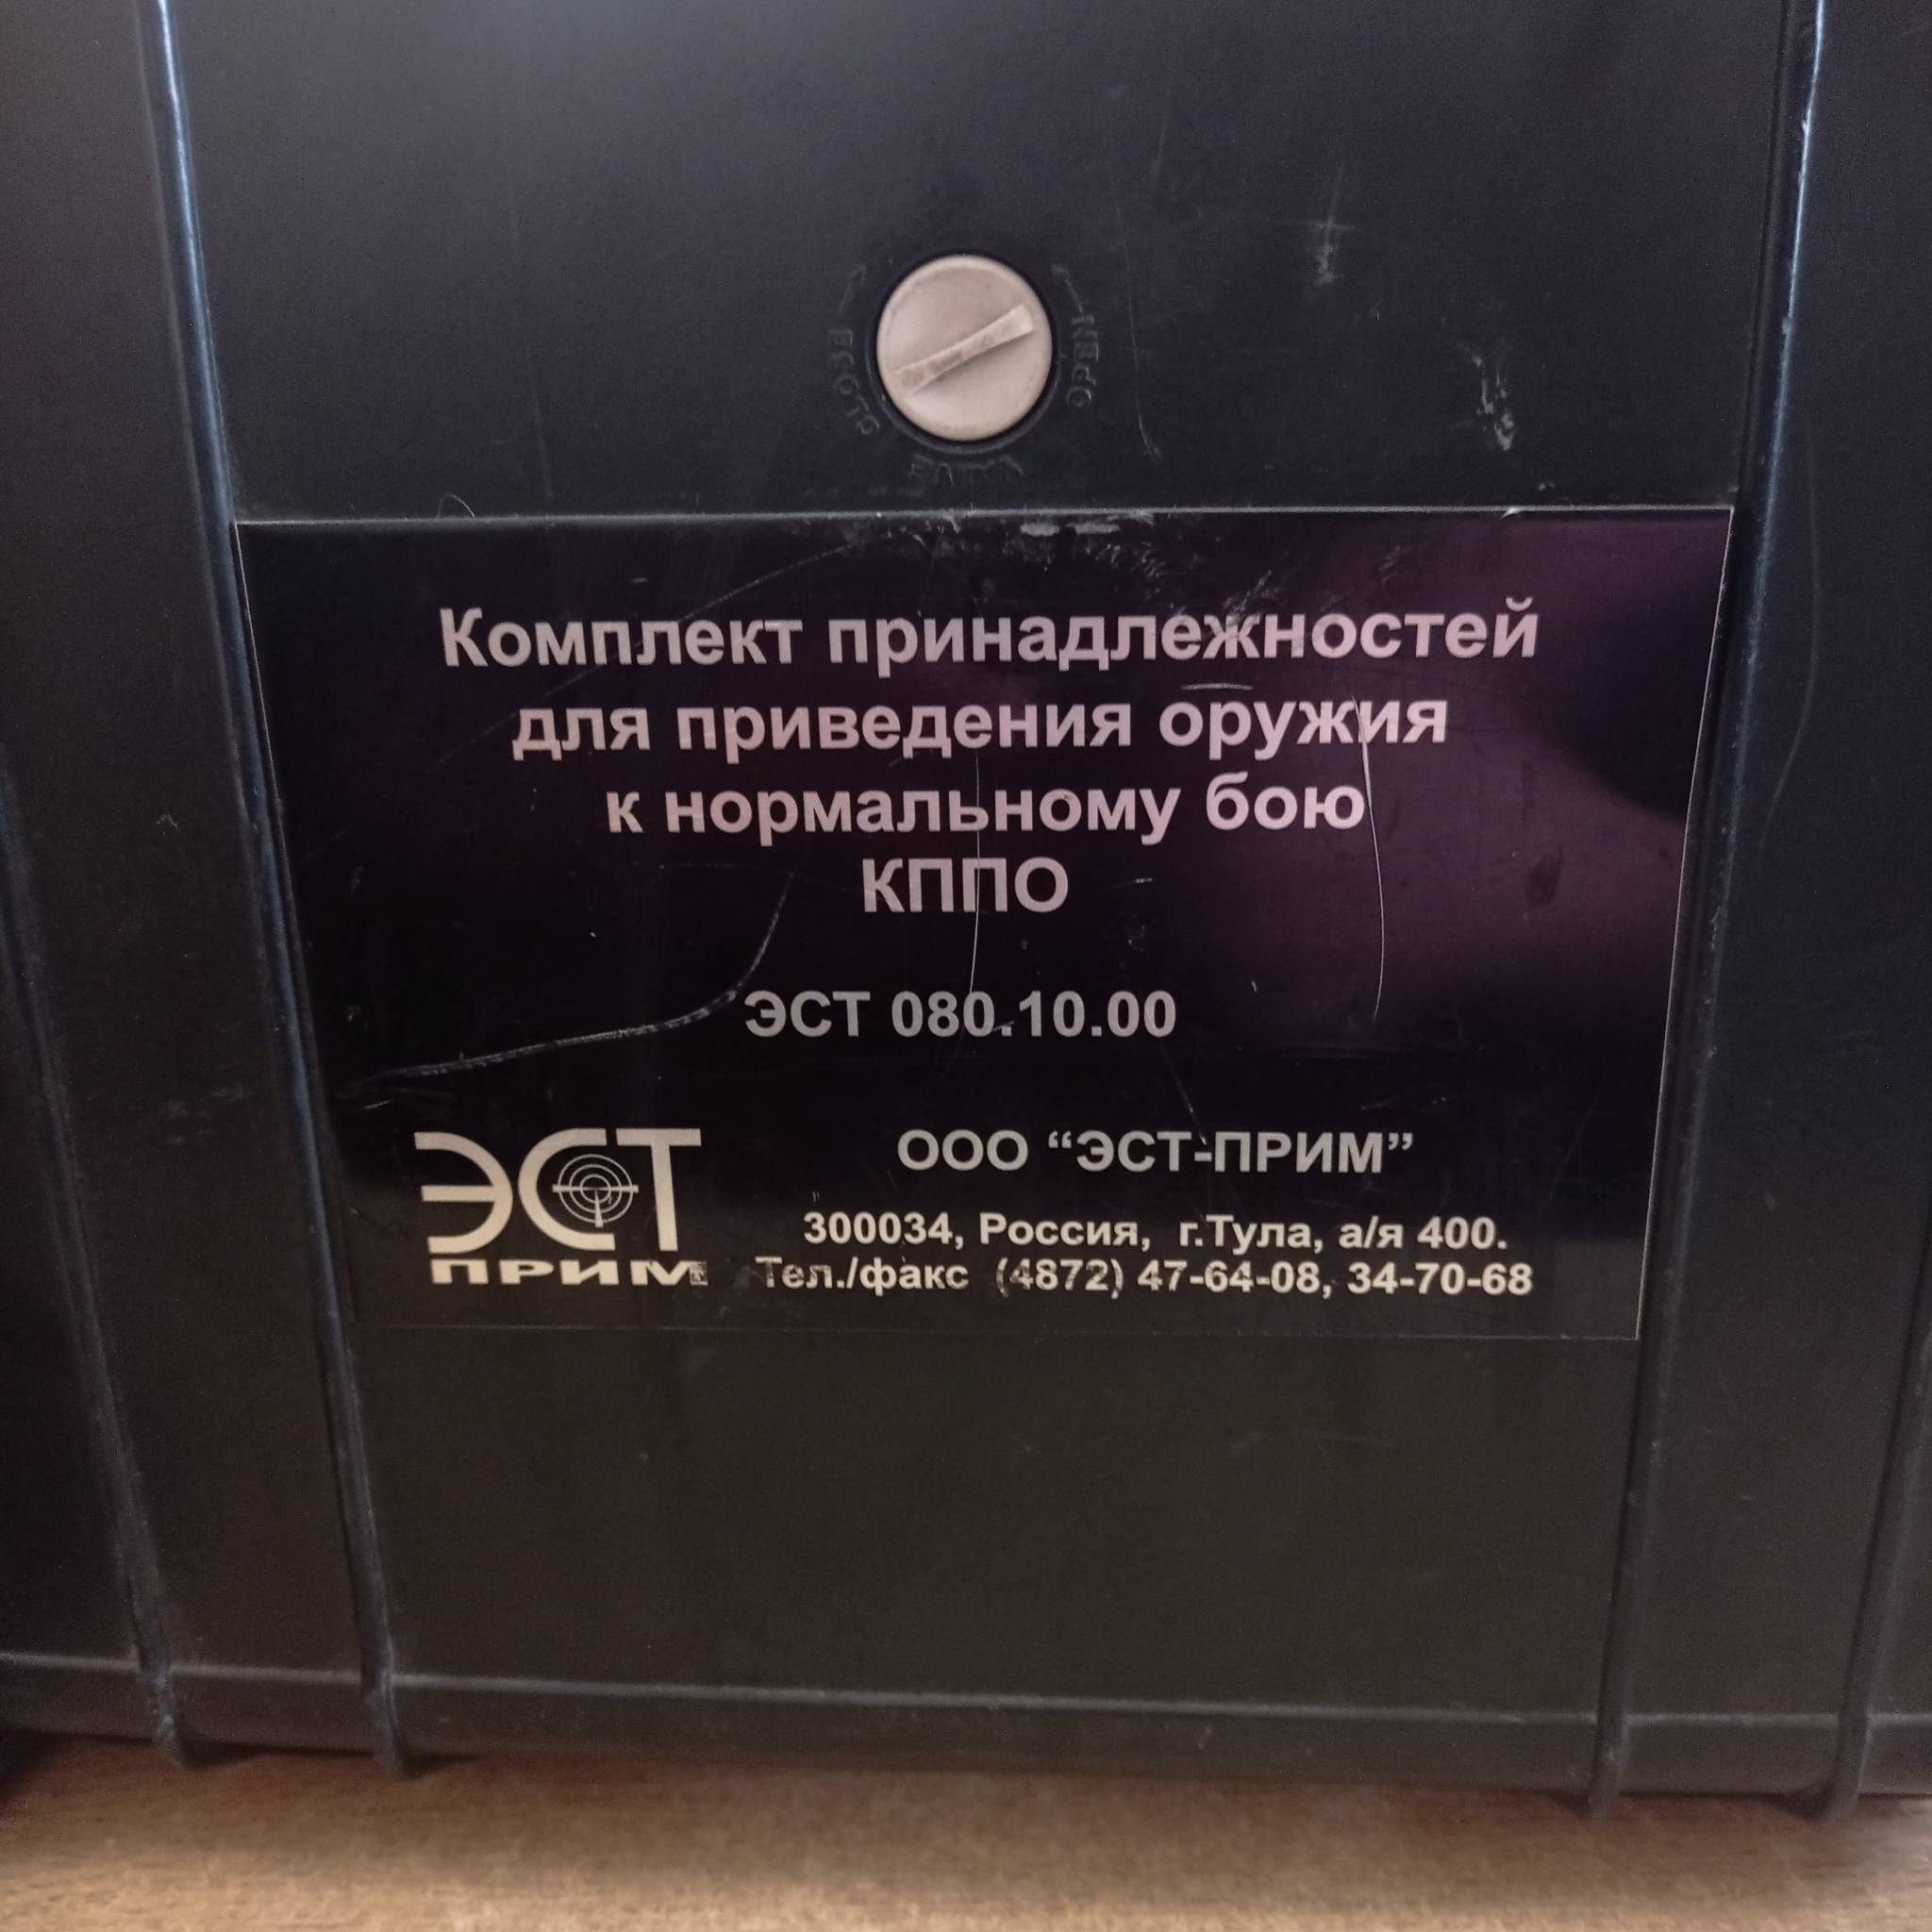 CLOSE
OPEN
VALVE
Комплект принадлежностей
для приведения оружия
к нормальному бою
КППО
ЭСТ 080.10.00
ЭСТ
ПРИМ
ООО “ЭСТ-ПРИМ”
300034, Россия, г.Тула, а/я 400.
Тел./факс (4872) 47-64-08, 34-70-68